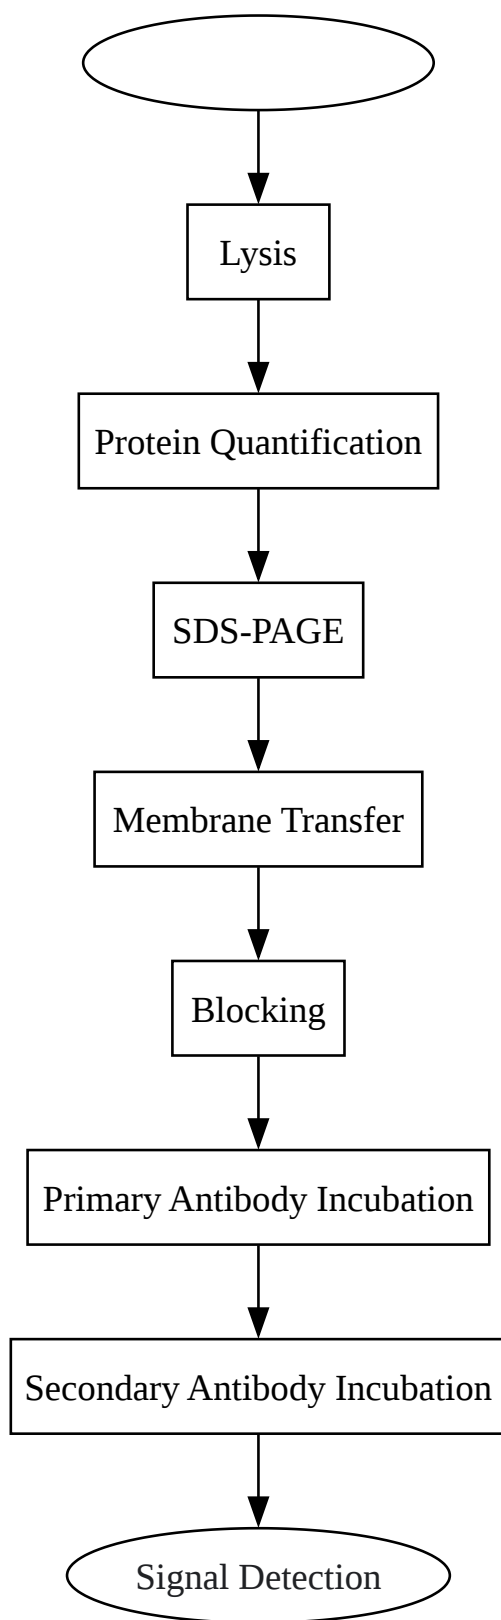 Lysis
Protein Quantification
SDS-PAGE
Membrane Transfer
Blocking
Primary Antibody Incubation
Secondary Antibody Incubation
Signal Detection